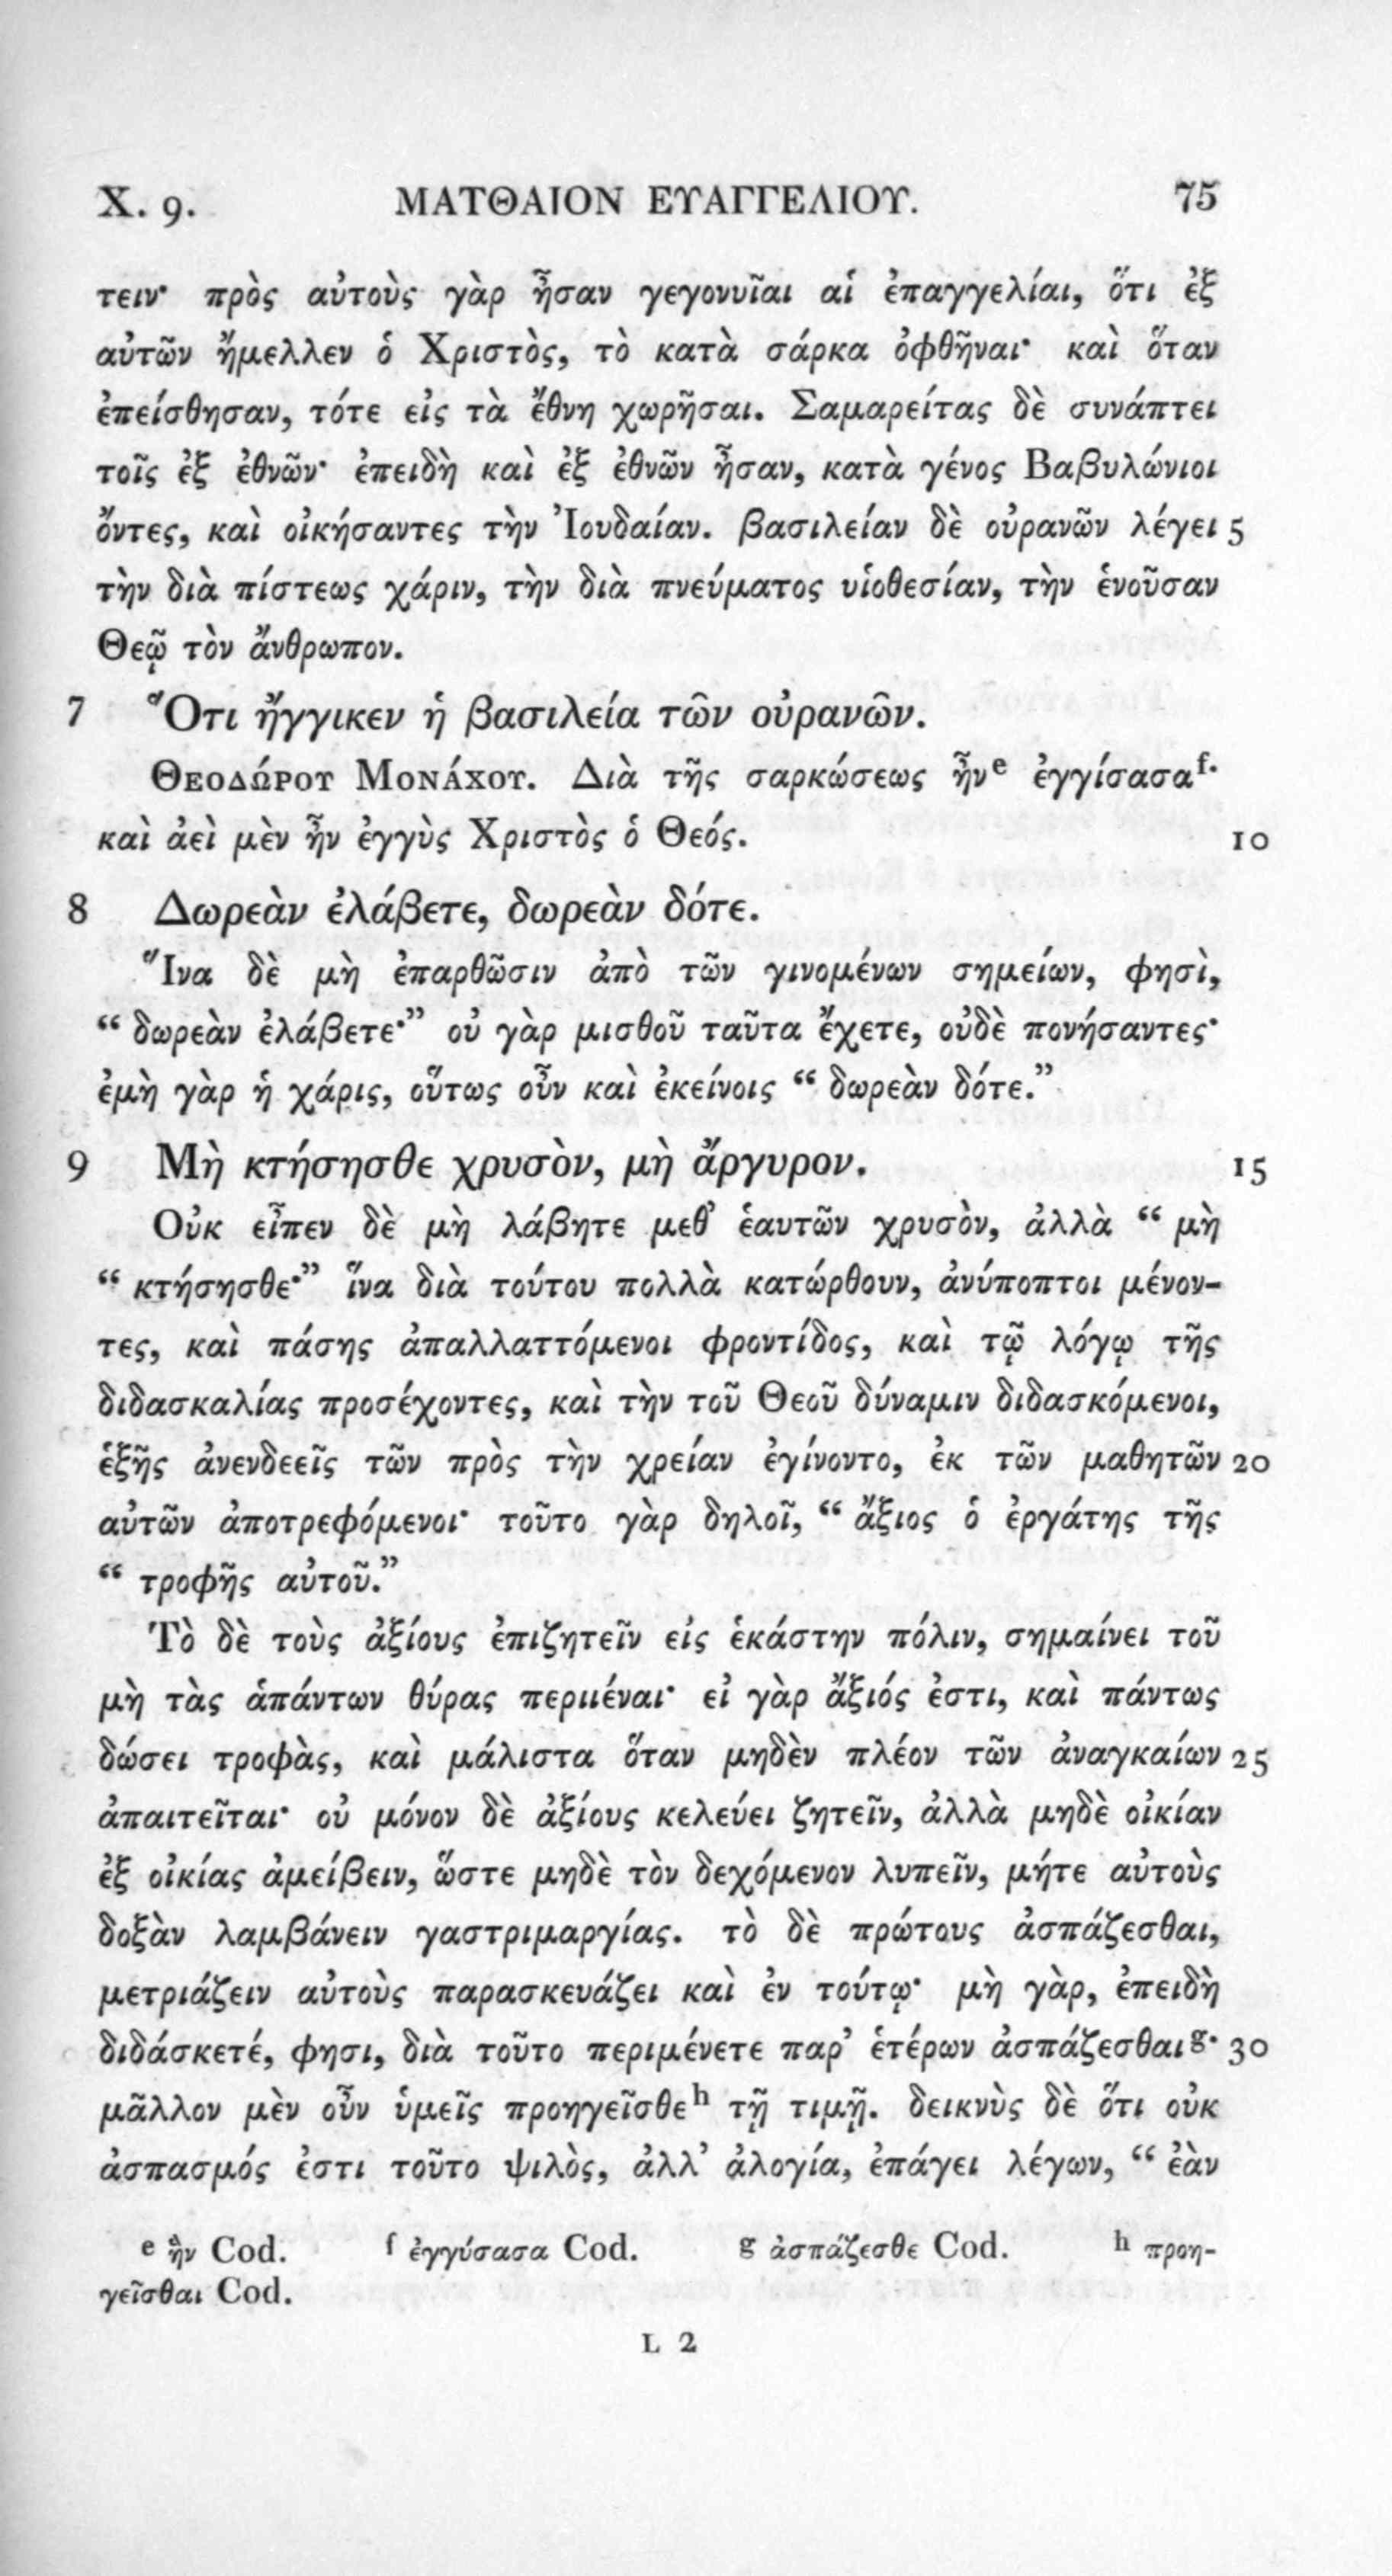 Χ. 9. ΜΑΤΘΑΙΟΝ ΕΥΑΓΓΕΛΙΟΥ. 75
τειν· πρὸς αὐτοὺς γὰρ ἦσαν γεγονυῖαι αἱ ἐπαγγελίαι, ὅτι ἐξ
αὐτῶν ἤμελλεν ὁ Χριστὸς, τὸ κατὰ σάρκα ὀφθῆναι· καὶ ὅταν
ἐπείσθησαν, τότε εἰς τὰ ἔθνη χωρῆσαι. Σαμαρείτας δὲ συνάπτει
τοῖς ἐξ ἐθνῶν· ἐπειδὴ καὶ ἐξ ἐθνῶν ἦσαν, κατὰ γένος Βαβυλώνιοι
ὄντες, καὶ οἰκήσαντες τὴν Ἰουδαίαν. βασιλείαν δὲ οὐρανῶν λέγει 5
τὴν διὰ πίστεως χάριν, τὴν διὰ πνεύματος υἱοθεσίαν, τὴν ἑνοῦσαν
Θεῷ τὸν ἄνθρωπον.
7 Ὅτι ἤγγικεν ἡ βασιλεία τῶν οὐρανῶν.
ΘΕΟΔΏΡΟΥ ΜΟΝΆΧΟΥ. Διὰ τῆς σαρκώσεως ἦν e ἐγγίσασα f·
καὶ ἀεὶ μὲν ἦν ἐγγὺς Χριστὸς ὁ Θεός. 10
8 Δωρεὰν ἐλάβετε, δωρεὰν δότε.
Ἵνα δὲ μὴ ἐπαρθῶσιν ἀπὸ τῶν γινομένων σημείων, φησὶ,
“ δωρεὰν ἐλάβετε·” οὐ γὰρ μισθοῦ ταῦτα ἔχετε, οὐδὲ πονήσαντες·
ἐμὴ γὰρ ἡ χάρις, οὕτως οὖν καὶ ἐκείνοις “ δωρεὰν δότε.”
9 Μὴ κτήσησθε χρυσὸν, μὴ ἄργυρον. 15
Οὐκ εἶπεν δὲ μὴ λάβητε μεθ’ ἑαυτῶν χρυσὸν, ἀλλὰ “ μὴ
“ κτήσησθε·” ἵνα διὰ τούτου πολλὰ κατώρθουν, ἀνύποπτοι μένον-
τες, καὶ πάσης ἀπαλλαττόμενοι φροντίδος, καὶ τῷ λόγῳ τῆς
διδασκαλίας προσέχοντες, καὶ τὴν τοῦ Θεοῦ δύναμιν διδασκόμενοι,
ἑξῆς ἀνενδεεῖς τῶν πρὸς τὴν χρείαν ἐγίνοντο, ἐκ τῶν μαθητῶν 20
αὐτῶν ἀποτρεφόμενοι· τοῦτο γὰρ δηλοῖ, “ ἄξιος ὁ ἐργάτης τῆς
“ τροφῆς αὐτοῦ.”
Τὸ δὲ τοὺς ἀξίους ἐπιζητεῖν εἰς ἑκάστην πόλιν, σημαίνει τοῦ
μὴ τὰς ἁπάντων θύρας περιιέναι· εἰ γὰρ ἄξιός ἐστι, καὶ πάντως
δώσει τροφὰς, καὶ μάλιστα ὅταν μηδὲν πλέον τῶν ἀναγκαίων 25
ἀπαιτεῖται· οὐ μόνον δὲ ἀξίους κελεύει ζητεῖν, ἀλλὰ μηδὲ οἰκίαν
ἐξ οἰκίας ἀμείβειν, ὥστε μηδὲ τὸν δεχόμενον λυπεῖν, μήτε αὐτοὺς
δοξὰν λαμβάνειν γαστριμαργίας. τὸ δὲ πρώτους ἀσπάζεσθαι,
μετριάζειν αὐτοὺς παρασκευάζει καὶ ἐν τούτῳ· μὴ γὰρ, ἐπειδὴ
διδάσκετέ, φησι, διὰ τοῦτο περιμένετε παρ’ ἑτέρων ἀσπάζεσθαι g· 30
μᾶλλον μὲν οὖν ὑμεῖς προηγεῖσθε h τῇ τιμῇ. δεικνὺς δὲ ὅτι οὐκ
ἀσπασμός ἐστι τοῦτο ψιλὸς, ἀλλ’ ἀλογία, ἐπάγει λέγων, “ ἐὰν
e ἣν Cod. f ἐγγύσασα Cod. g ἀσπάζεσθε Cod. h προη-
γεῖσθαι Cod.
L 2